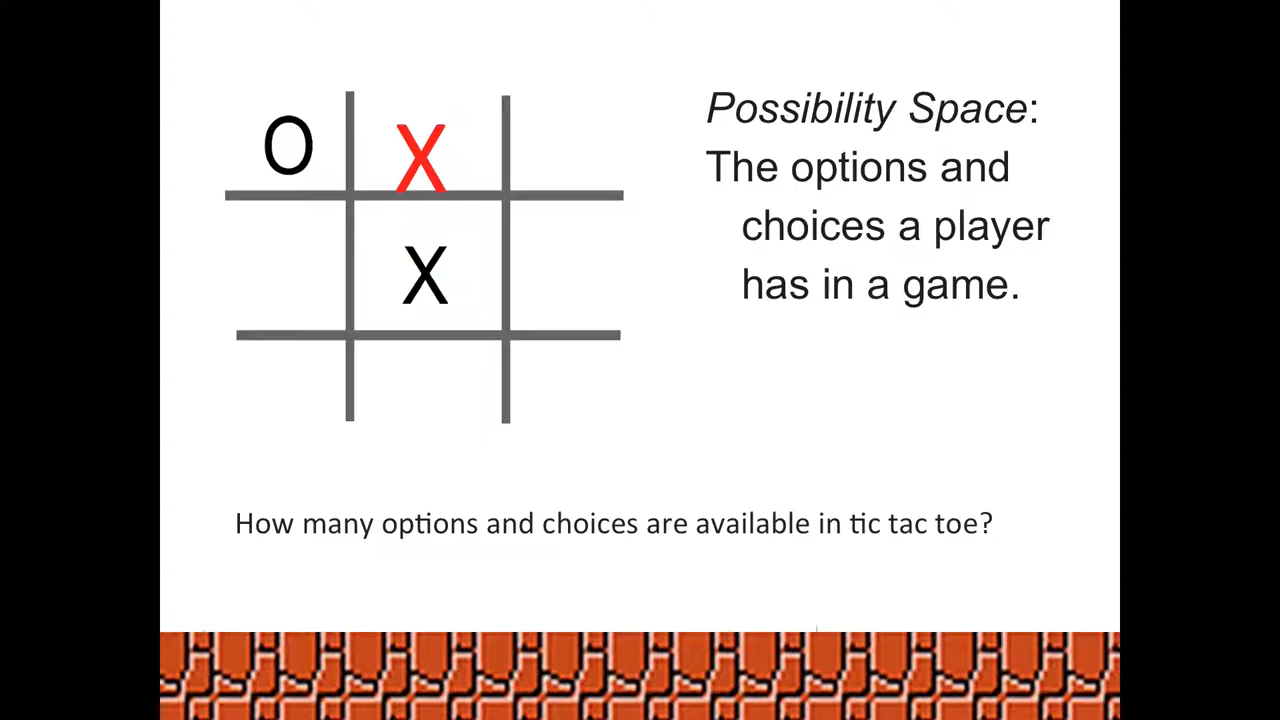 O X
X
Possibility Space:
The options and
choices a player
has in a game.
How many options and choices are available in tic tac toe?